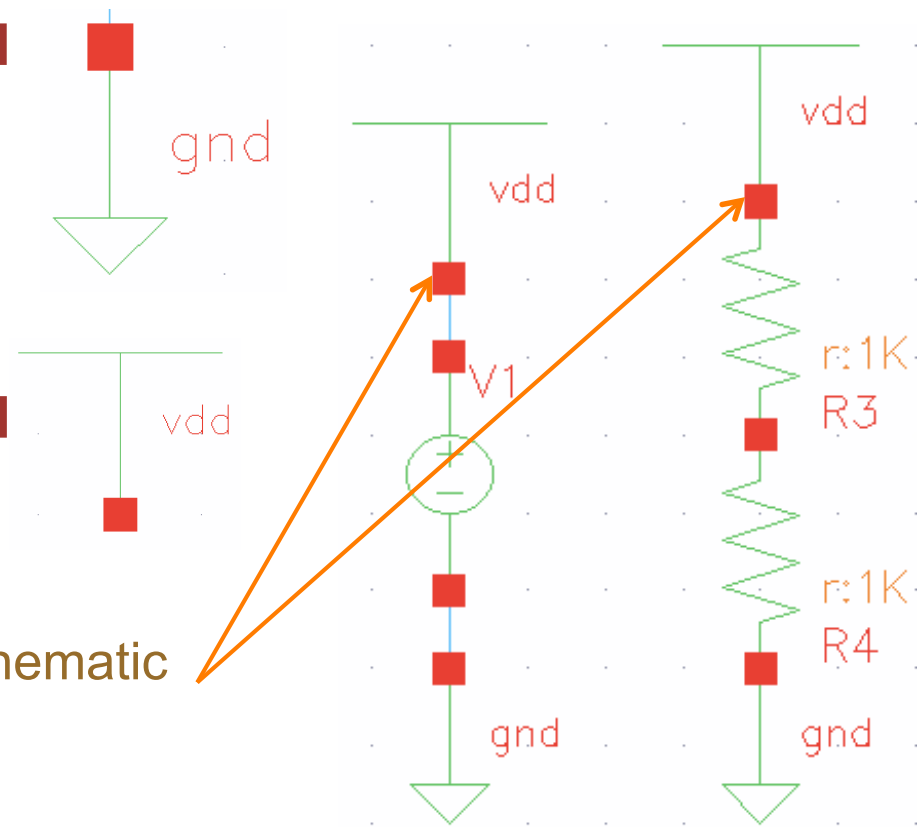 gnd
vdd
hematic
vdd
V1
+
−
gnd
vdd
r:1K
R3
r:1K
R4
gnd